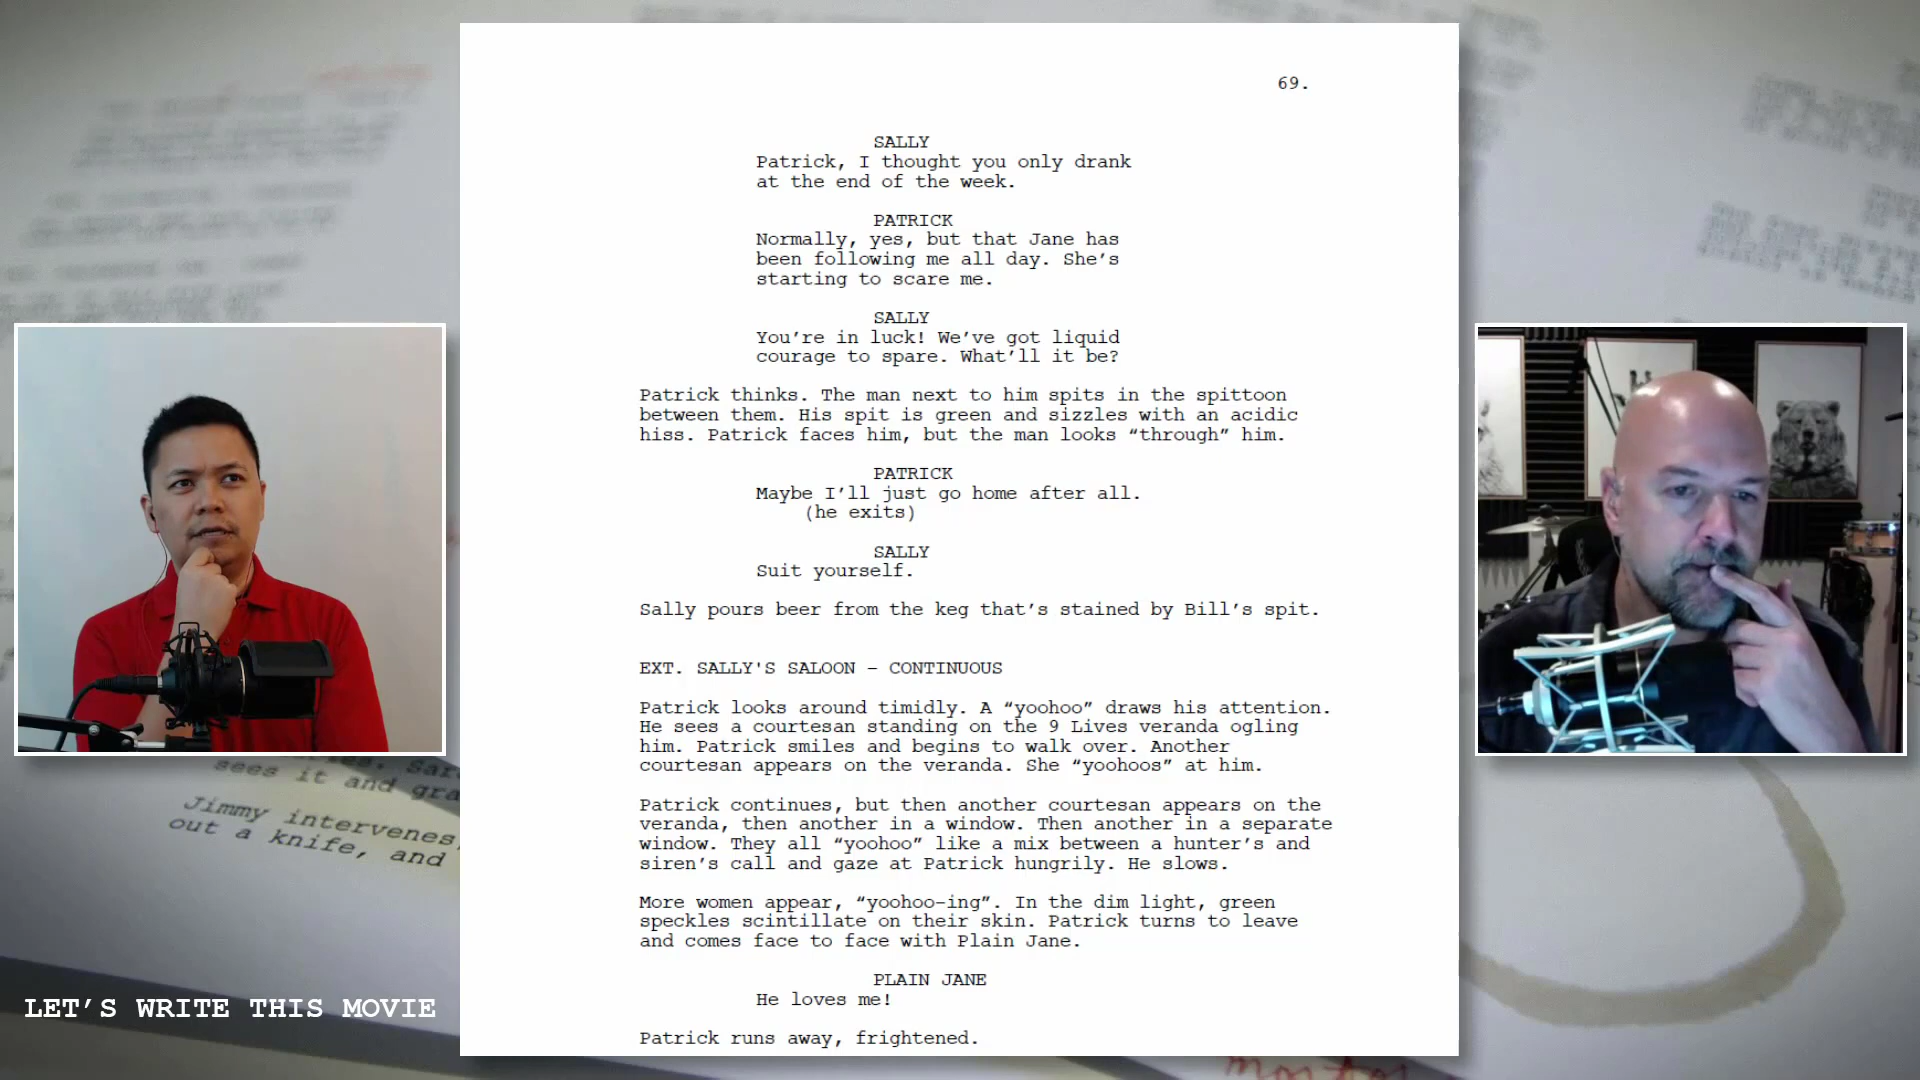 69.
SALLY
Patrick, I thought you only drank
at the end of the week.
PATRICK
Normally, yes, but that Jane has
been following me all day. She's
starting to scare me.
SALLY
You're in luck! We've got liquid
courage to spare. What'll it be?
Patrick thinks. The man next to him spits in the spittoon
between them. His spit is green and sizzles with an acidic
hiss. Patrick faces him, but the man looks “through” him.
PATRICK
Maybe I'll just go home after all.
(he exits)
SALLY
Suit yourself.
Sally pours beer from the keg that's stained by Bill's spit.
EXT. SALLY'S SALOON – CONTINUOUS
Patrick looks around timidly. A “yoohoo” draws his attention.
He sees a courtesan standing on the 9 Lives veranda ogling
him. Patrick smiles and begins to walk over. Another
courtesan appears on the veranda. She “yoohoos” at him.
Patrick continues, but then another courtesan appears on the
veranda, then another in a window. Then another in a separate
window. They all “yoohoo” like a mix between a hunter's and
siren's call and gaze at Patrick hungrily. He slows.
More women appear, “yoohoo-ing”. In the dim light, green
speckles scintillate on their skin. Patrick turns to leave
and comes face to face with Plain Jane.
PLAIN JANE
He loves me!
Patrick runs away, frightened.
sees it and
Jimmy intervenes
out a knife, and
LET'S WRITE THIS MOVIE